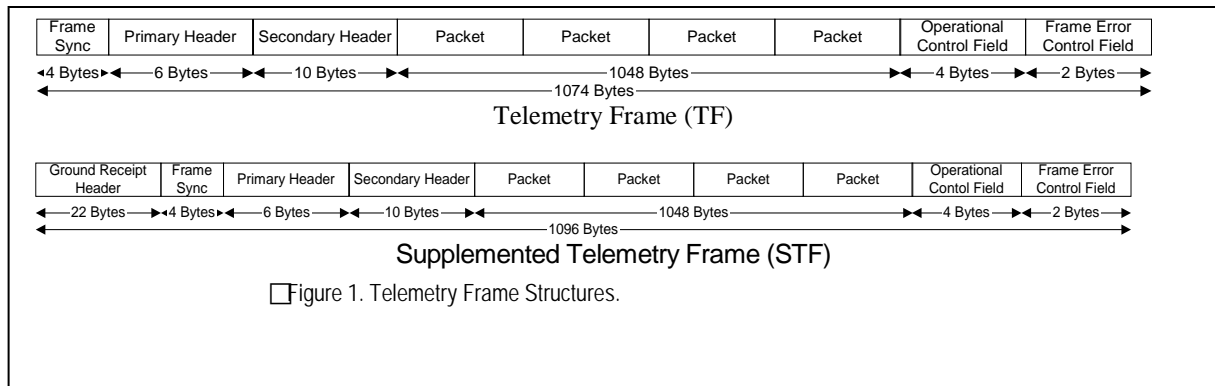 Frame Sync Primary Header Secondary Header Packet Packet Packet Packet Operational Control Field Frame Error Control Field
4 Bytes 6 Bytes 10 Bytes 1048 Bytes 4 Bytes 2 Bytes
1074 Bytes
Telemetry Frame (TF)
Ground Receipt Header Frame Sync Primary Header Secondary Header Packet Packet Packet Packet Operational Contol Field Frame Error Control Field
22 Bytes 4 Bytes 6 Bytes 10 Bytes 1048 Bytes 4 Bytes 2 Bytes
1096 Bytes
Supplemented Telemetry Frame (STF)
Figure 1. Telemetry Frame Structures.